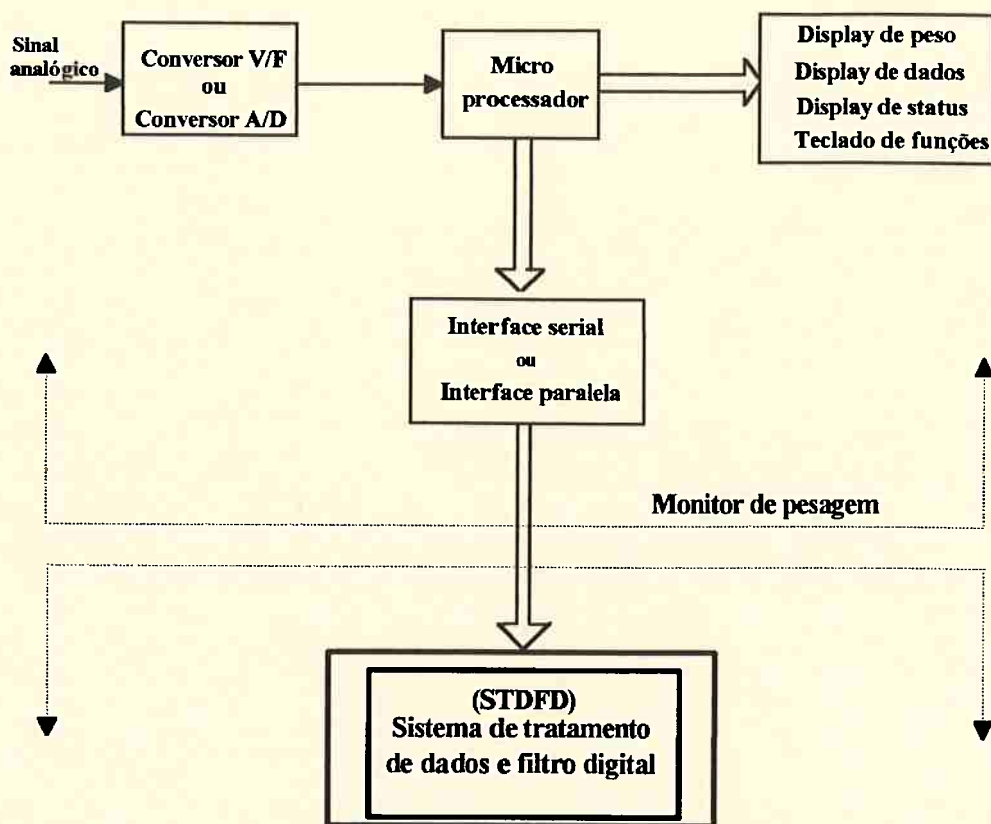 Sinal
analógico
Conversor V/F
ou
Conversor A/D
Micro
processador
Display de peso
Display de dados
Display de status
Teclado de funções
Interface serial
ou
Interface paralela
Monitor de pesagem
(STDFD)
Sistema de tratamento
de dados e filtro digital